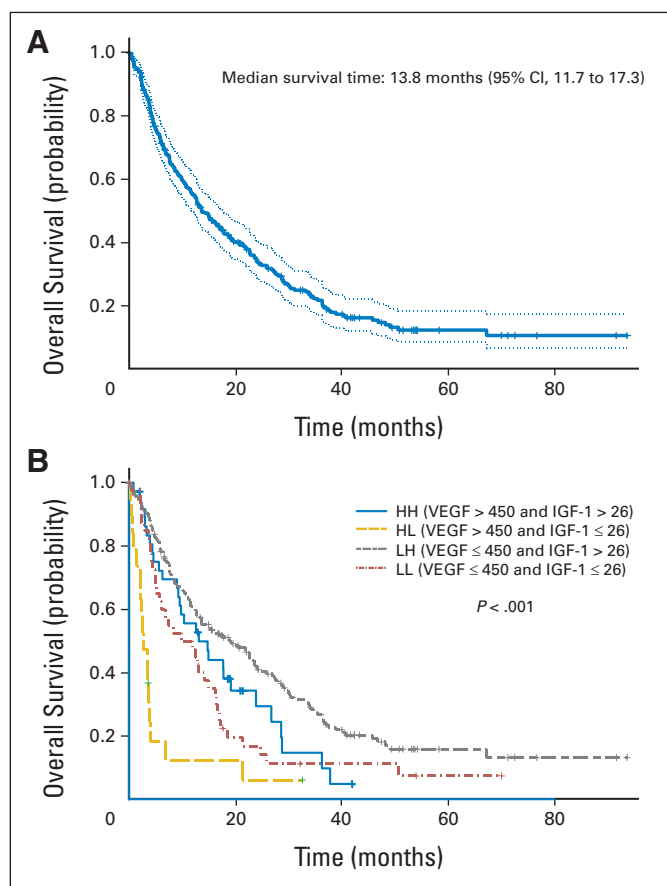 A
1.0
Median survival time: 13.8 months (95% CI, 11.7 to 17.3)
0.8
0.6
0.4
0.2
Overall Survival (probability)
0
20
40
60
80
Time (months)
B
1.0
HH (VEGF > 450 and IGF-1 > 26)
HL (VEGF > 450 and IGF-1 ≤ 26)
LH (VEGF ≤ 450 and IGF-1 > 26)
LL (VEGF ≤ 450 and IGF-1 ≤ 26)
P < .001
0.8
0.6
0.4
0.2
Overall Survival (probability)
0
20
40
60
80
Time (months)